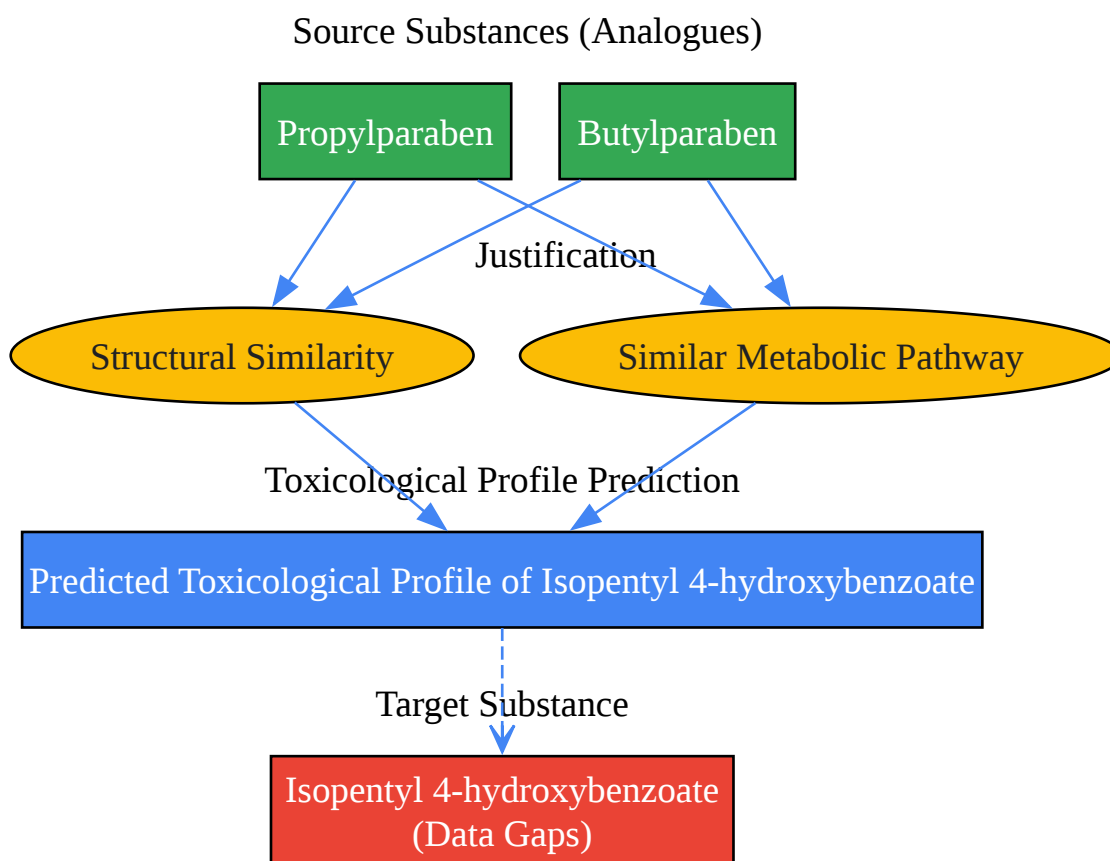 Source Substances (Analogues)
Propylparaben
Butylparaben
Justification
Structural Similarity
Similar Metabolic Pathway
Toxicological Profile Prediction
Predicted Toxicological Profile of Isopentyl 4-hydroxybenzoate
Target Substance
Isopentyl 4-hydroxybenzoate
(Data Gaps)